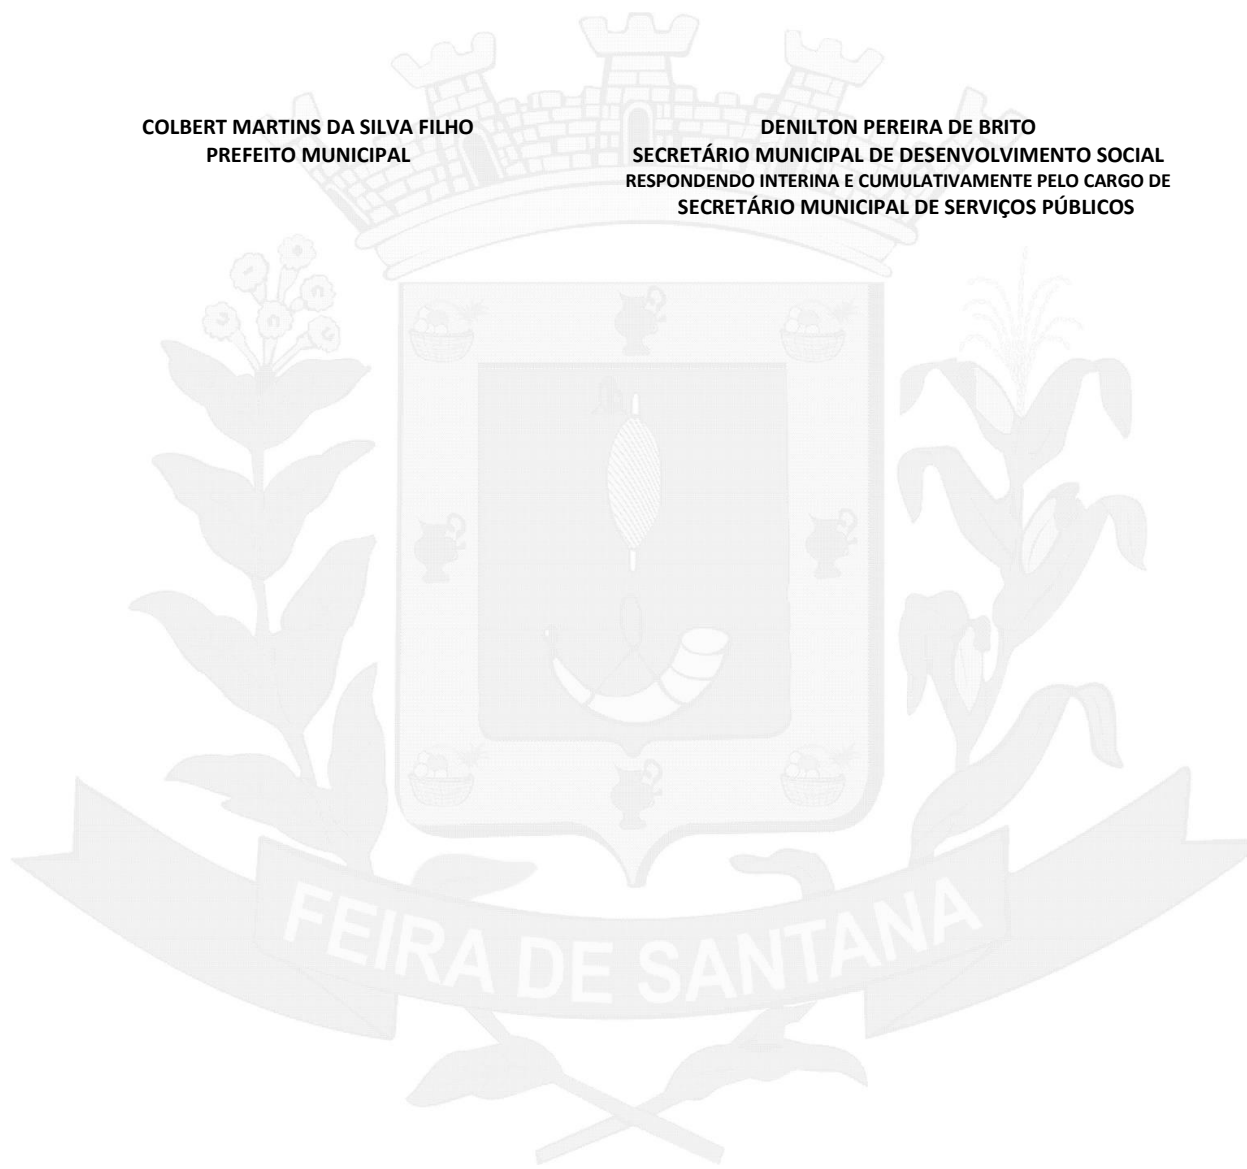 COLBERT MARTINS DA SILVA FILHO
PREFEITO MUNICIPAL
DENILTON PEREIRA DE BRITO
SECRETÁRIO MUNICIPAL DE DESENVOLVIMENTO SOCIAL
RESPONDENDO INTERINA E CUMULATIVAMENTE PELO CARGO DE
SECRETÁRIO MUNICIPAL DE SERVIÇOS PÚBLICOS
FEIRA DE SANTANA